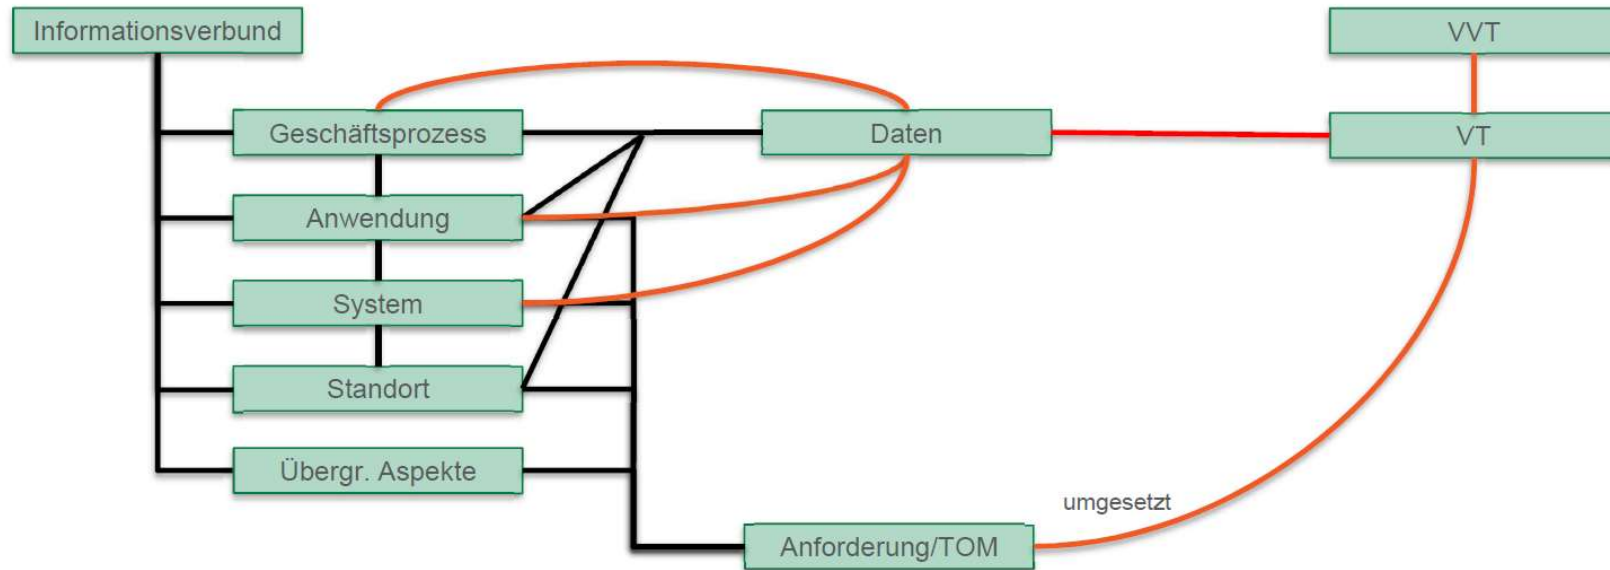 Informationsverbund
VVT
Geschäftsprozess
Daten
VT
Anwendung
System
Standort
Übergr. Aspekte
umgesetzt
Anforderung/TOM